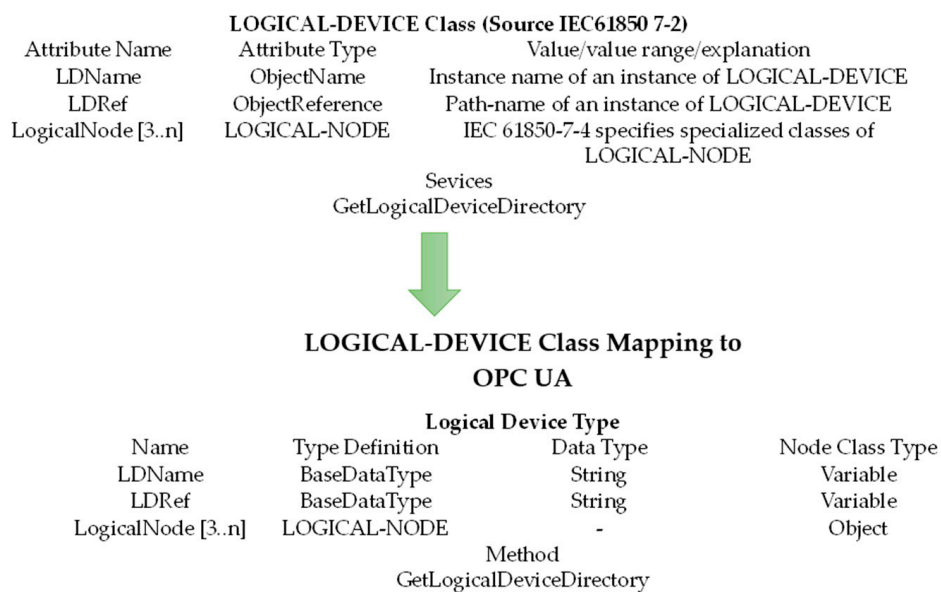 LOGICAL-DEVICE Class (Source IEC61850 7-2)
Attribute Name Attribute Type Value/value range/explanation
LDName ObjectName Instance name of an instance of LOGICAL-DEVICE
LDRef ObjectReference Path-name of an instance of LOGICAL-DEVICE
LogicalNode [3..n] LOGICAL-NODE IEC 61850-7-4 specifies specialized classes of
LOGICAL-NODE
Sevices
GetLogicalDeviceDirectory
LOGICAL-DEVICE Class Mapping to
OPC UA
Logical Device Type
Name Type Definition Data Type Node Class Type
LDName BaseDataType String Variable
LDRef BaseDataType String Variable
LogicalNode [3..n] LOGICAL-NODE - Object
Method
GetLogicalDeviceDirectory